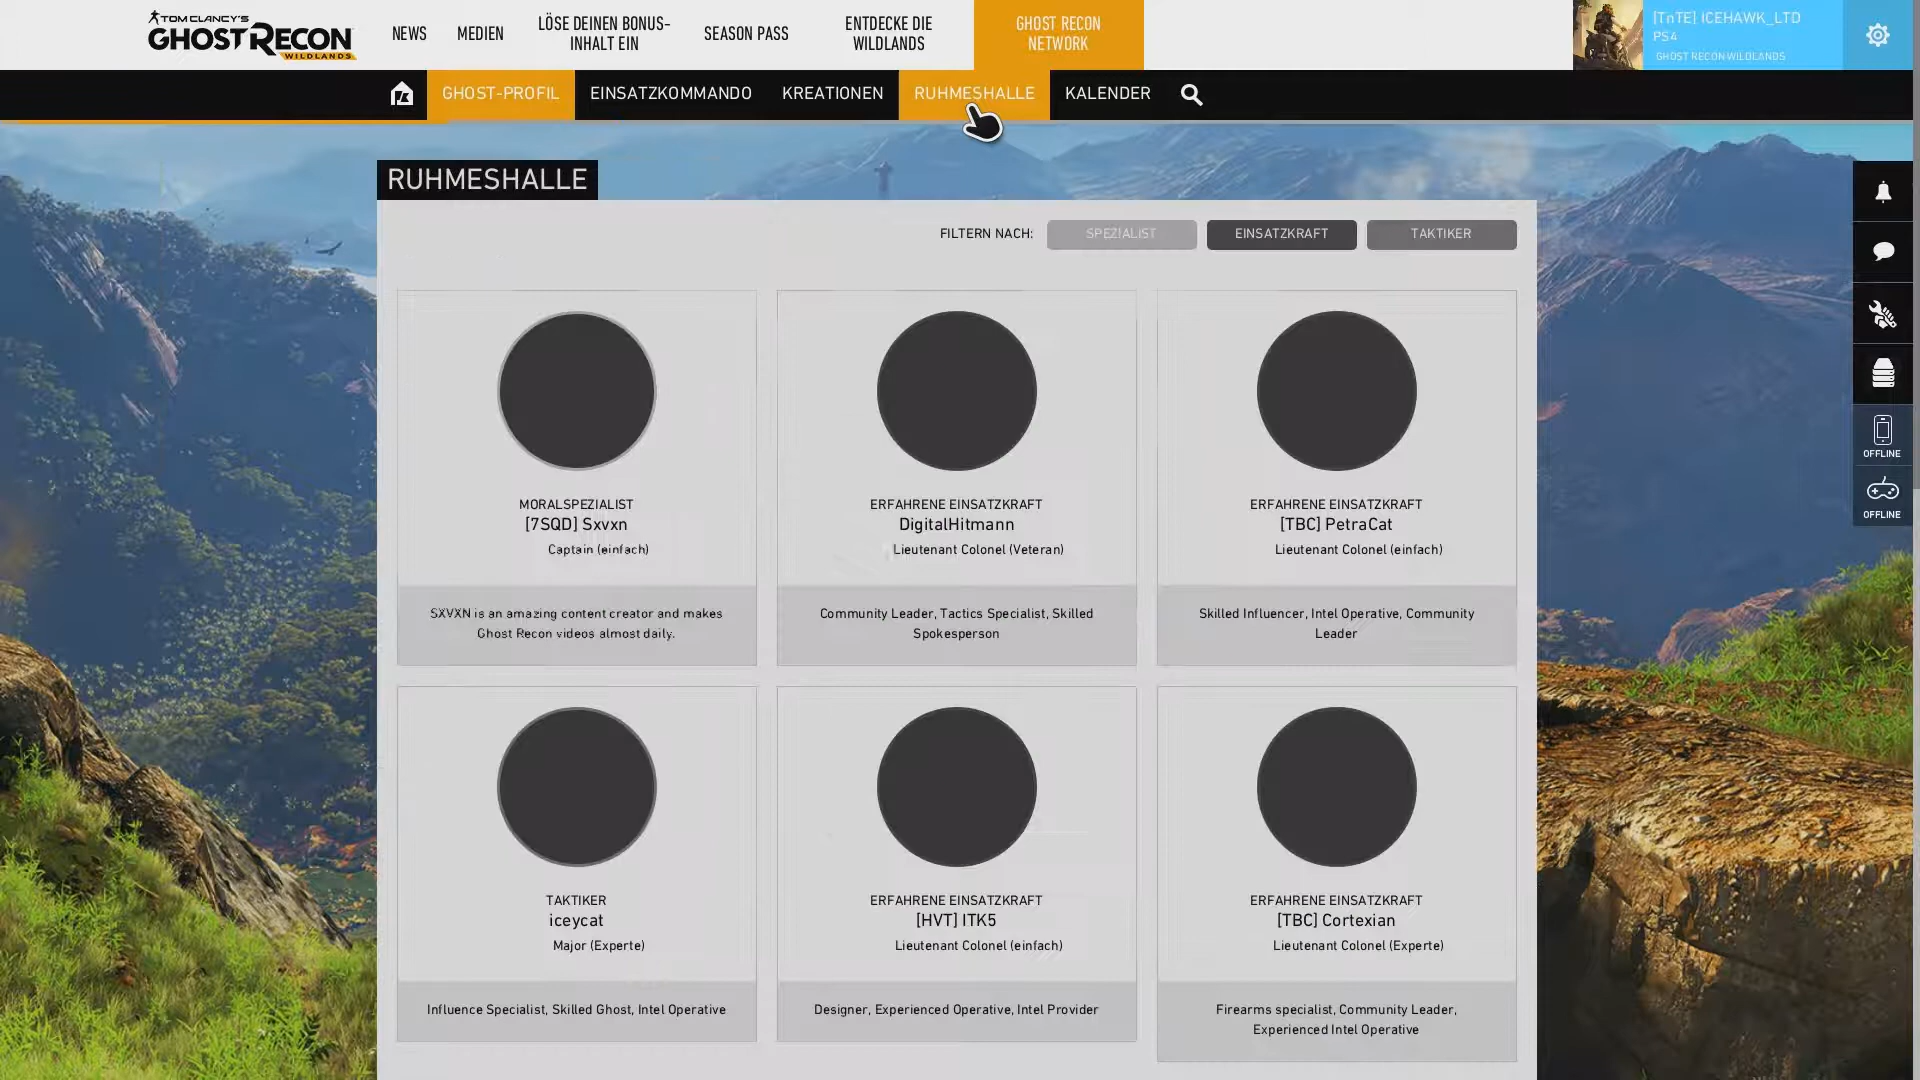 TOM CLANCY'S
GHOST RECON
WILDLANDS
NEWS
MEDIEN
LÖSE DEINEN BONUS-
INHALT EIN
SEASON PASS
ENTDECKE DIE
WILDLANDS
GHOST RECON
NETWORK
[TnTE] ICEHAWK_LTD
PS4
GHOST RECON WILDLANDS
GHOST-PROFIL
EINSATZKOMMANDO
KREATIONEN
RUHMESHALLE
KALENDER
RUHMESHALLE
FILTERN NACH:
SPEZIALIST
EINSATZKRAFT
TAKTIKER
MORALSPEZIALIST
[7SQD] Sxvxn
Captain (einfach)
SXVXN is an amazing content creator and makes
Ghost Recon videos almost daily.
ERFAHRENE EINSATZKRAFT
DigitalHitmann
Lieutenant Colonel (Veteran)
Community Leader, Tactics Specialist, Skilled
Spokesperson
ERFAHRENE EINSATZKRAFT
[TBC] PetraCat
Lieutenant Colonel (einfach)
Skilled Influencer, Intel Operative, Community
Leader
TAKTIKER
iceycat
Major (Experte)
Influence Specialist, Skilled Ghost, Intel Operative
ERFAHRENE EINSATZKRAFT
[HVT] ITK5
Lieutenant Colonel (einfach)
Designer, Experienced Operative, Intel Provider
ERFAHRENE EINSATZKRAFT
[TBC] Cortexian
Lieutenant Colonel (Experte)
Firearms specialist, Community Leader,
Experienced Intel Operative
OFFLINE
OFFLINE